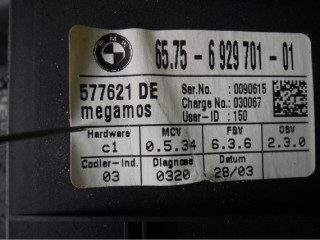 BMW
65.75 - 6 929 701 - 01
577621 DE
megamos
Ser.No. : 0090615
Charge No.: 030067
User-ID : 150
Hardware MCV FBV OSV
c1 0.5.34 6.3.6 2.3.0
Codier-ind. Diagnose Datum
03 0320 28/03